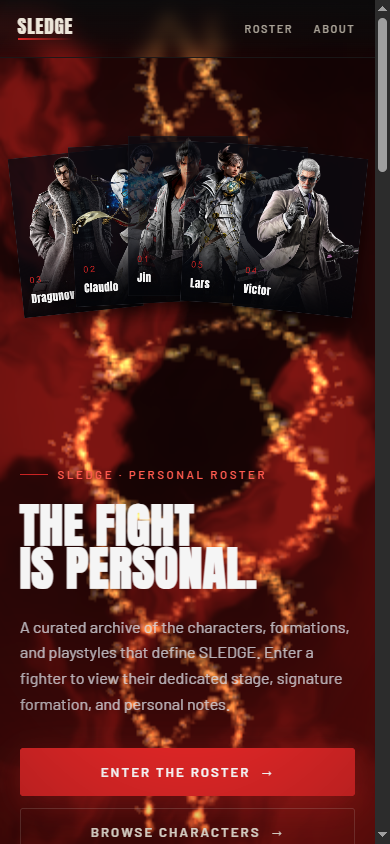 SLEDGE
ROSTER ABOUT
03
Dragunov
02
Claudio
01
Jin
05
Lars
04
Victor
SLEDGE · PERSONAL ROSTER
THE FIGHT
IS PERSONAL.
A curated archive of the characters, formations,
and playstyles that define SLEDGE. Enter a
fighter to view their dedicated stage, signature
formation, and personal notes.
ENTER THE ROSTER →
BROWSE CHARACTERS →